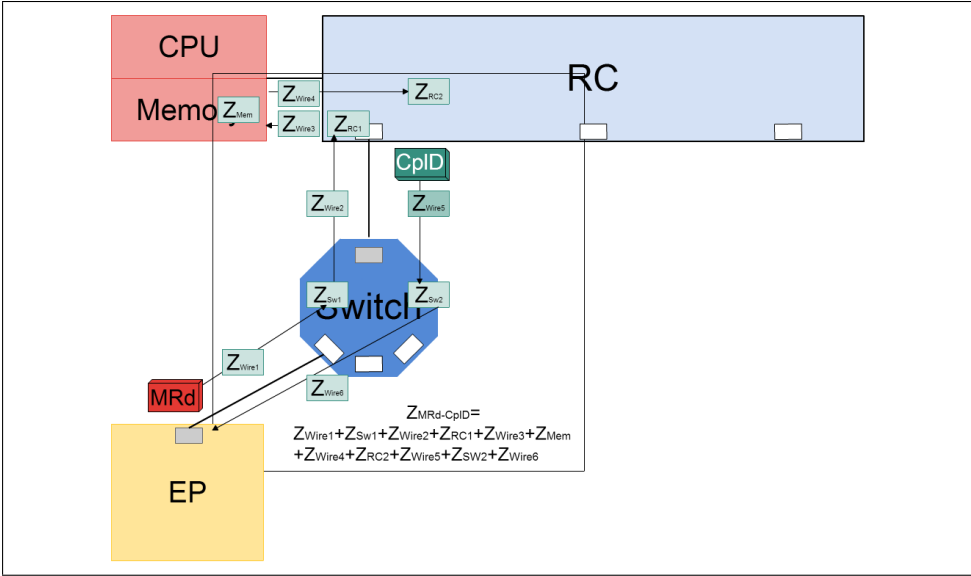 CPU
RC
Memory
ZMem
ZWire4
ZRC2
ZWire3
ZRC1
CplD
ZWire2
ZWire5
ZSw1
ZSw2
Switch
ZWire1
MRd
ZWire6
ZMRd-CplD=
ZWire1+ZSw1+ZWire2+ZRC1+ZWire3+ZMem
+ZWire4+ZRC2+ZWire5+ZSW2+ZWire6
EP